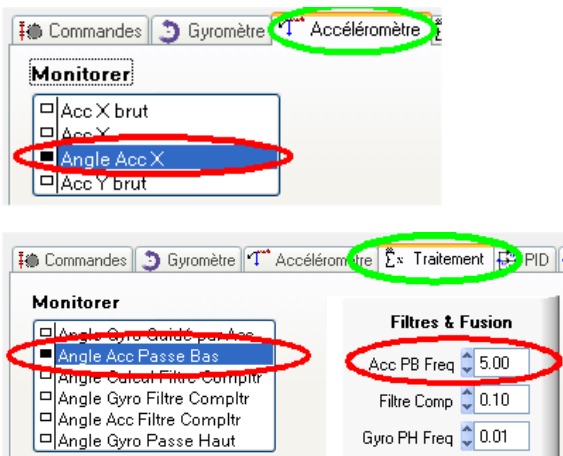 Commandes Gyromètre Accéléromètre
Monitorer
Acc X brut
Acc X
Angle Acc X
Acc Y brut
Commandes Gyromètre Accéléromètre Traitement PID
Monitorer
Angle Gyro Guidé par Acc
Angle Acc Passe Bas
Angle Calcul Filtre Compltr
Angle Gyro Filtre Compltr
Angle Acc Filtre Compltr
Angle Gyro Passe Haut
Filtres & Fusion
Acc PB Freq 5.00
Filtre Comp 0.10
Gyro PH Freq 0.01